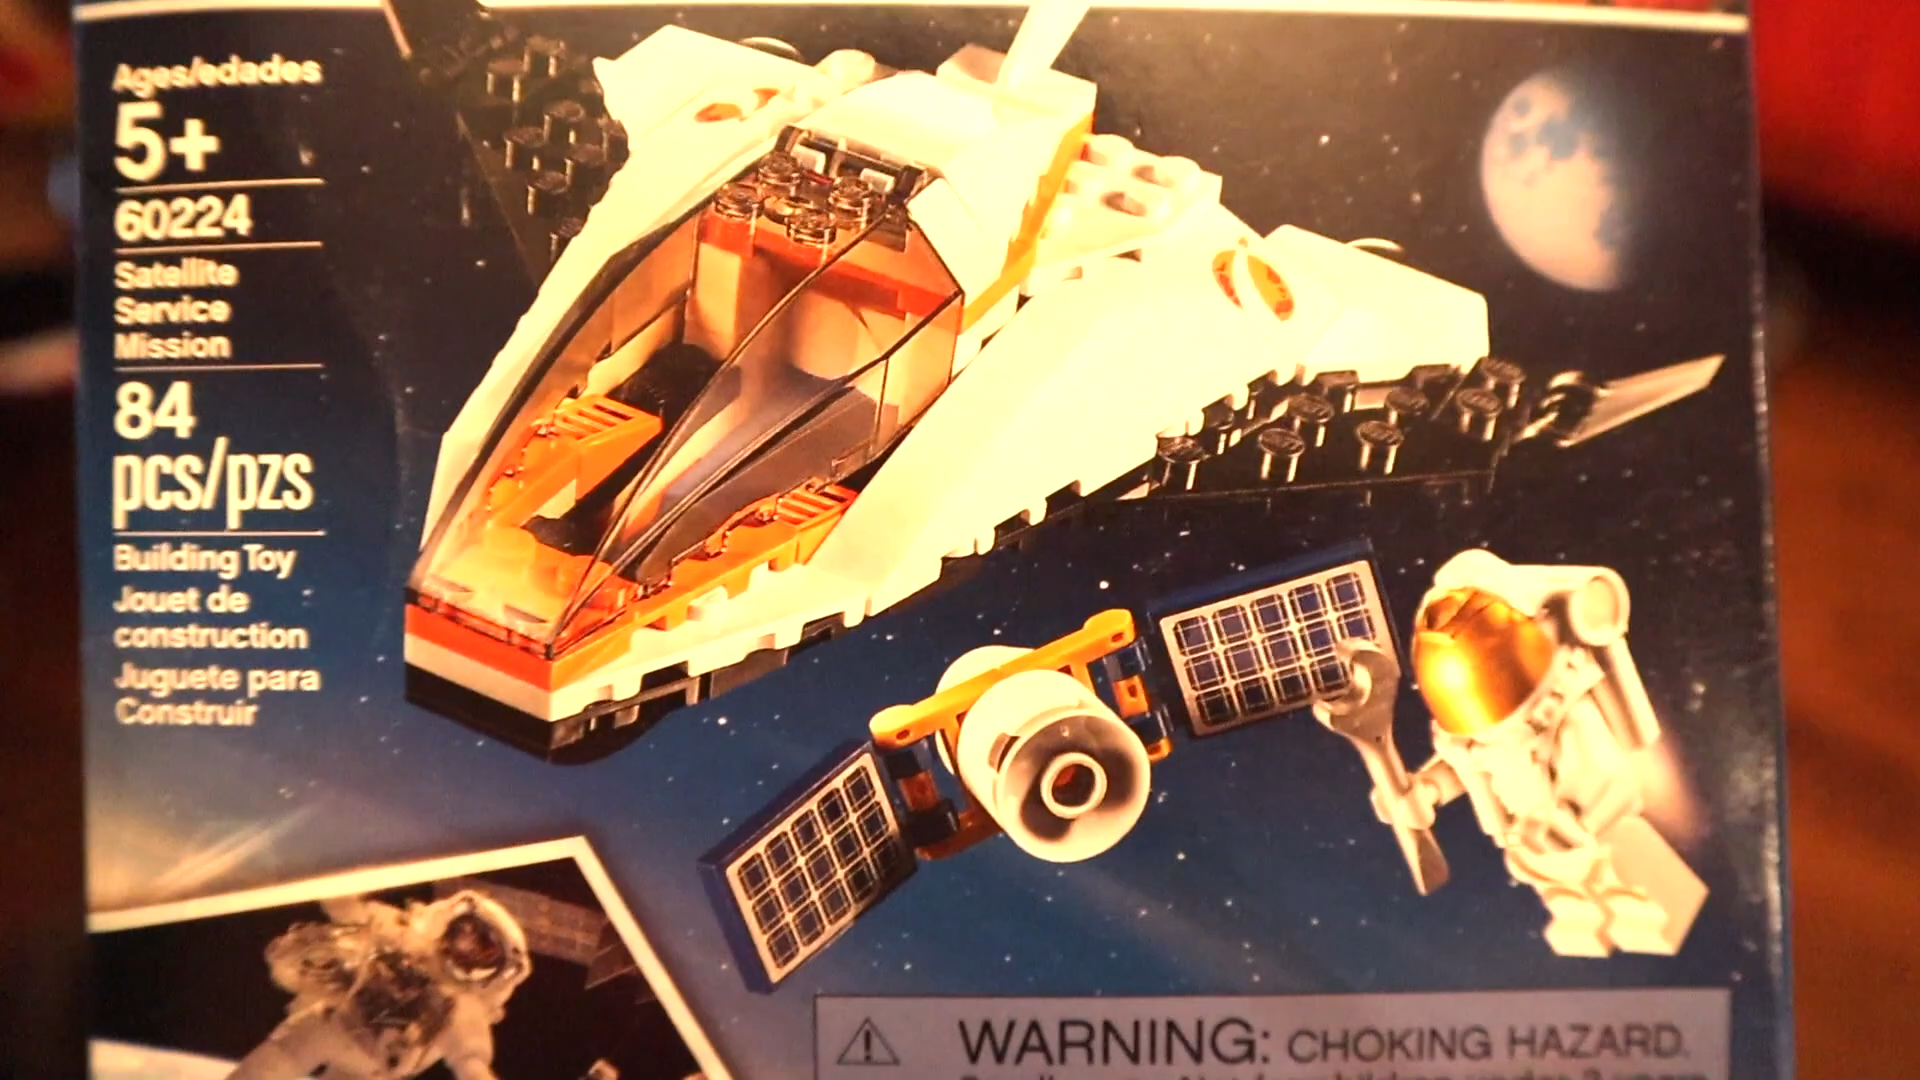 Ages/edades
5+
60224
Satellite
Service
Mission
84
pcs/pzs
Building Toy
Jouet de
construction
Juguete para
Construir
WARNING: CHOKING HAZARD.